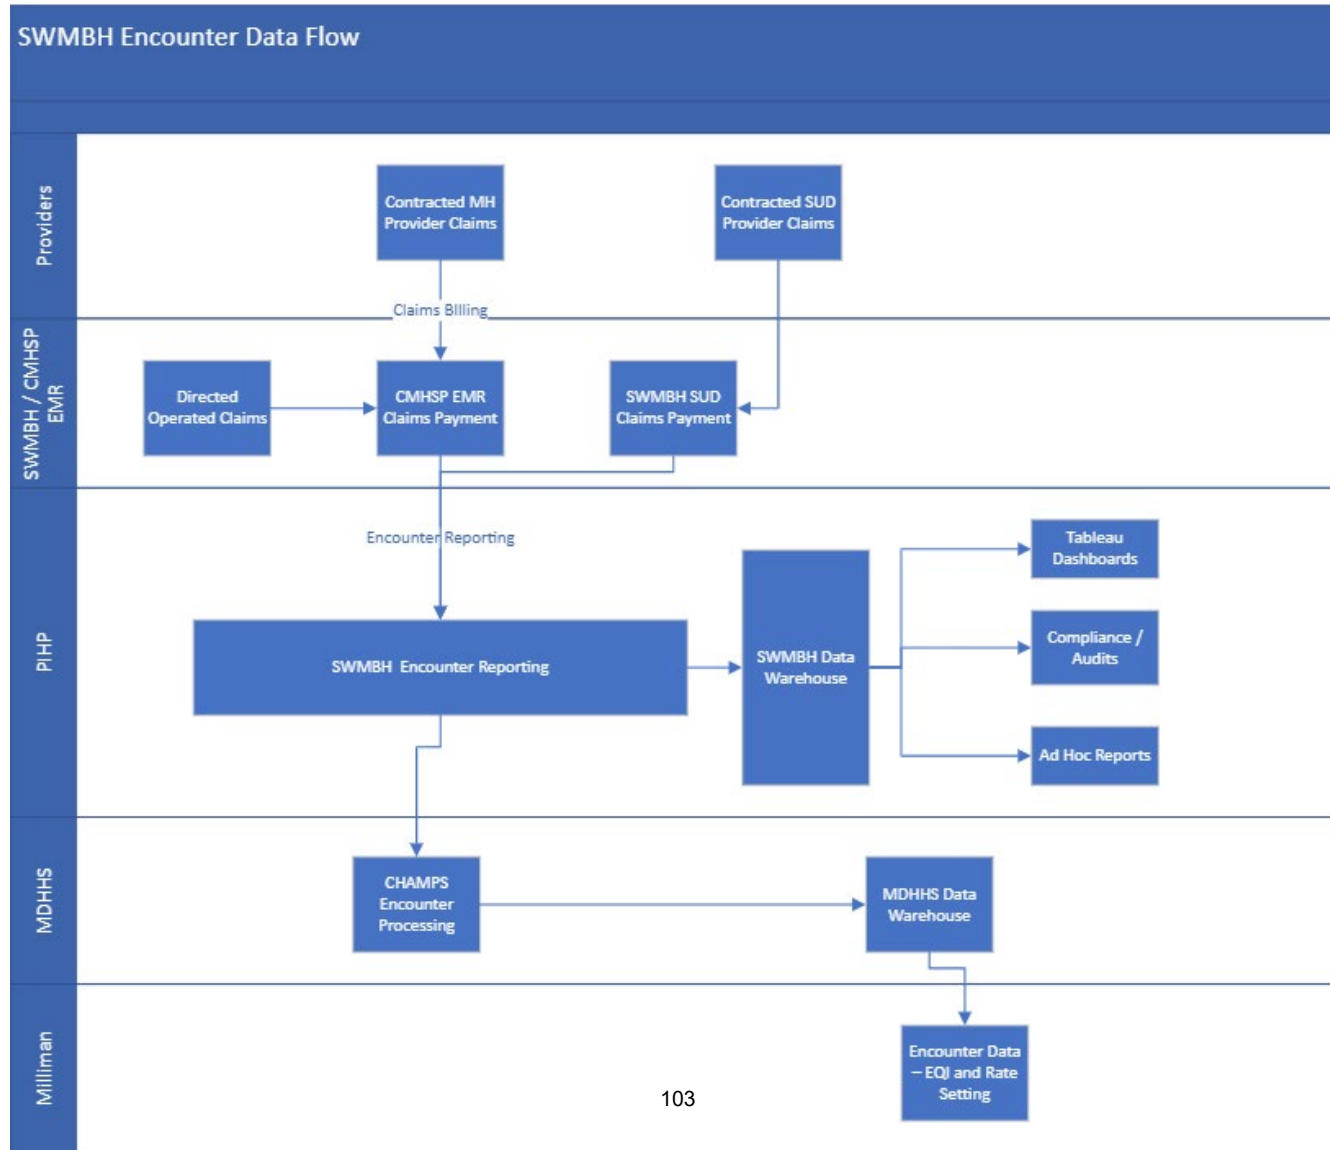 SWMBH Encounter Data Flow
Providers
Contracted MH
Provider Claims
Contracted SUD
Provider Claims
Claims BIlling
SWMBH / CMHSP
EMR
Directed
Operated Claims
CMHSP EMR
Claims Payment
SWMBH SUD
Claims Payment
PIHP
Encounter Reporting
SWMBH Encounter Reporting
SWMBH Data
Warehouse
Tableau
Dashboards
Compliance /
Audits
Ad Hoc Reports
MDHHS
CHAMPS
Encounter
Processing
MDHHS Data
Warehouse
Milliman
Encounter Data
– EQI and Rate
Setting
103